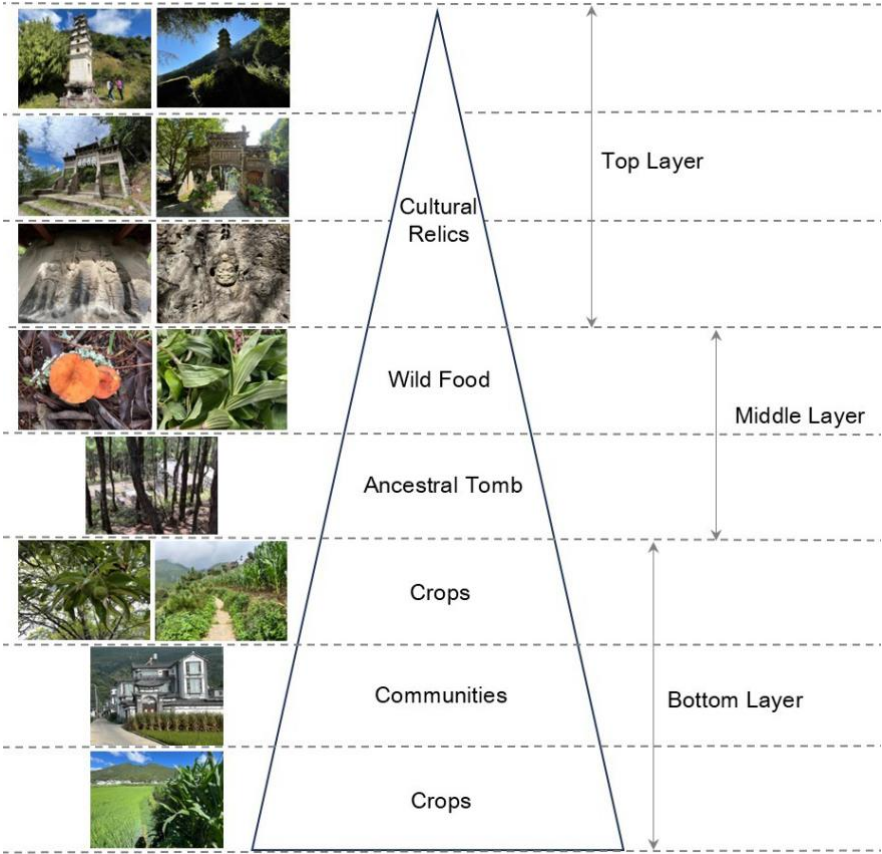 Top Layer
Cultural
Relics
Wild Food
Middle Layer
Ancestral Tomb
Crops
Communities
Bottom Layer
Crops